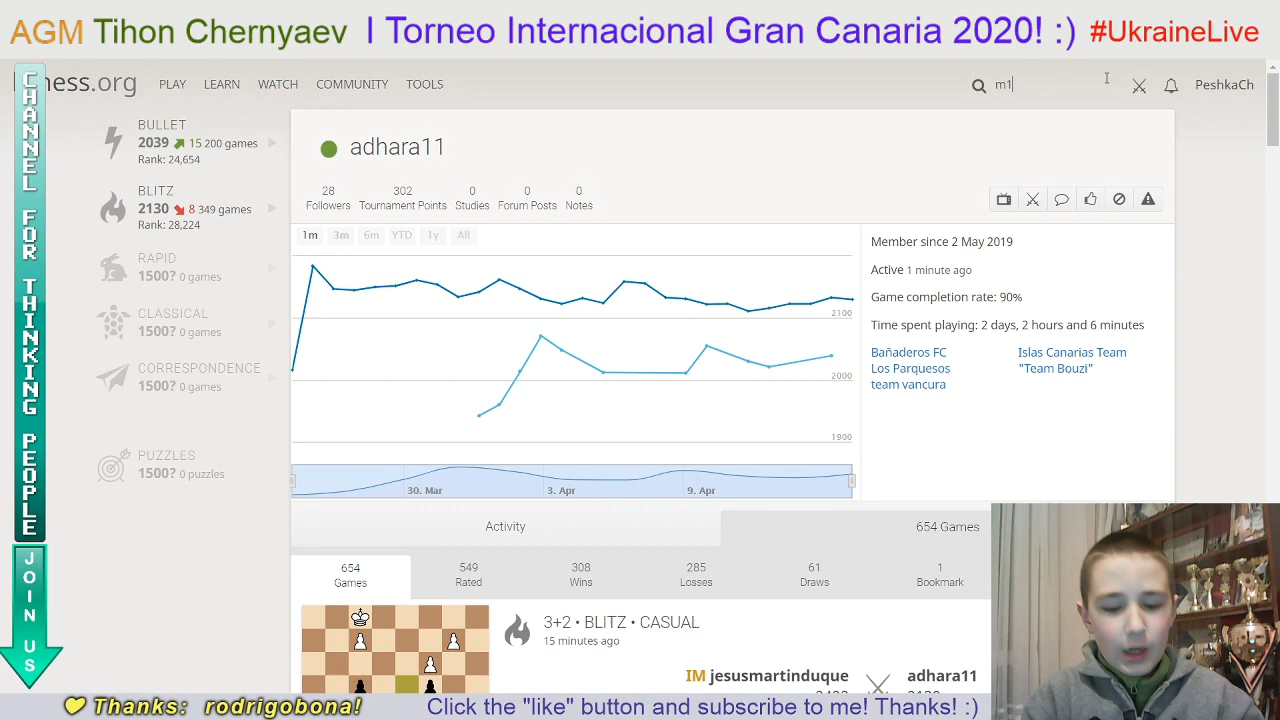 AGM Tihon Chernyaev I Torneo Internacional Gran Canaria 2020! :) #UkraineLive
CHANNEL FOR THINKING PEOPLE
JOIN US
hess.org PLAY LEARN WATCH COMMUNITY TOOLS m1 PeshkaCh
BULLET
2039 15 200 games
Rank: 24,654
BLITZ
2130 8 349 games
Rank: 28,224
RAPID
1500? 0 games
CLASSICAL
1500? 0 games
CORRESPONDENCE
1500? 0 games
PUZZLES
1500? 0 puzzles
adhara11
28 302 0 0 0
Followers Tournament Points Studies Forum Posts Notes
1m 3m 6m YTD 1y All
2100
2000
1900
30. Mar 3. Apr 9. Apr
Member since 2 May 2019
Active 1 minute ago
Game completion rate: 90%
Time spent playing: 2 days, 2 hours and 6 minutes
Bañaderos FC Islas Canarias Team
Los Parquesos "Team Bouzi"
team vancura
Activity 654 Games
654 549 308 285 61 1
Games Rated Wins Losses Draws Bookmark
3+2 • BLITZ • CASUAL
15 minutes ago
IM jesusmartinduque adhara11
Thanks: rodrigobona! Click the "like" button and subscribe to me! Thanks! :)